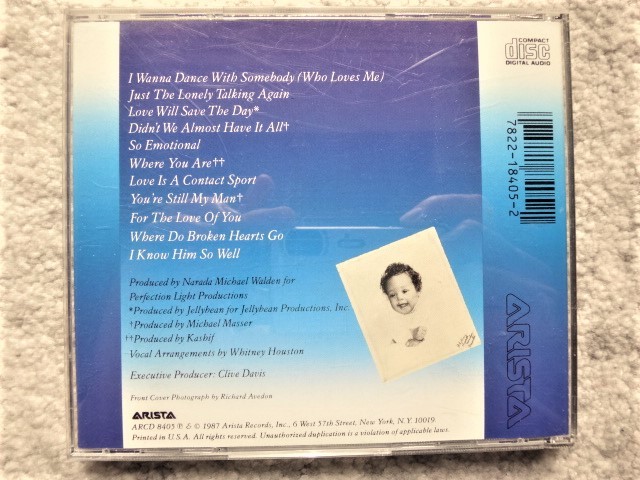 COMPACT
disc
DIGITAL AUDIO
I Wanna Dance With Somebody (Who Loves Me)
Just The Lonely Talking Again
Love Will Save The Day*
Didn't We Almost Have It All†
So Emotional
Where You Are††
Love Is A Contact Sport
You're Still My Man†
For The Love Of You
Where Do Broken Hearts Go
I Know Him So Well
7822-18405-2
Produced by Narada Michael Walden for
Perfection Light Productions
*Produced by Jellybean for Jellybean Productions, Inc.
†Produced by Michael Masser
††Produced by Kashif
Vocal Arrangements by Whitney Houston
Executive Producer: Clive Davis
Front Cover Photograph by Richard Avedon
ARISTA
ARISTA
ARCD 8405 ℗ & © 1987 Arista Records, Inc., 6 West 57th Street, New York, N.Y. 10019.
Printed in U.S.A. All rights reserved. Unauthorized duplication is a violation of applicable laws.